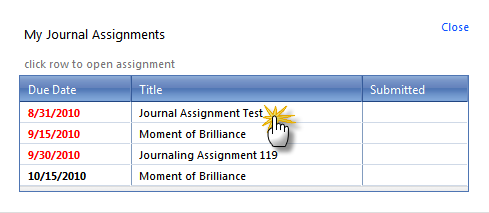 My Journal Assignments
Close
click row to open assignment
Due Date Title Submitted
8/31/2010 Journal Assignment Test
9/15/2010 Moment of Brilliance
9/30/2010 Journaling Assignment 119
10/15/2010 Moment of Brilliance